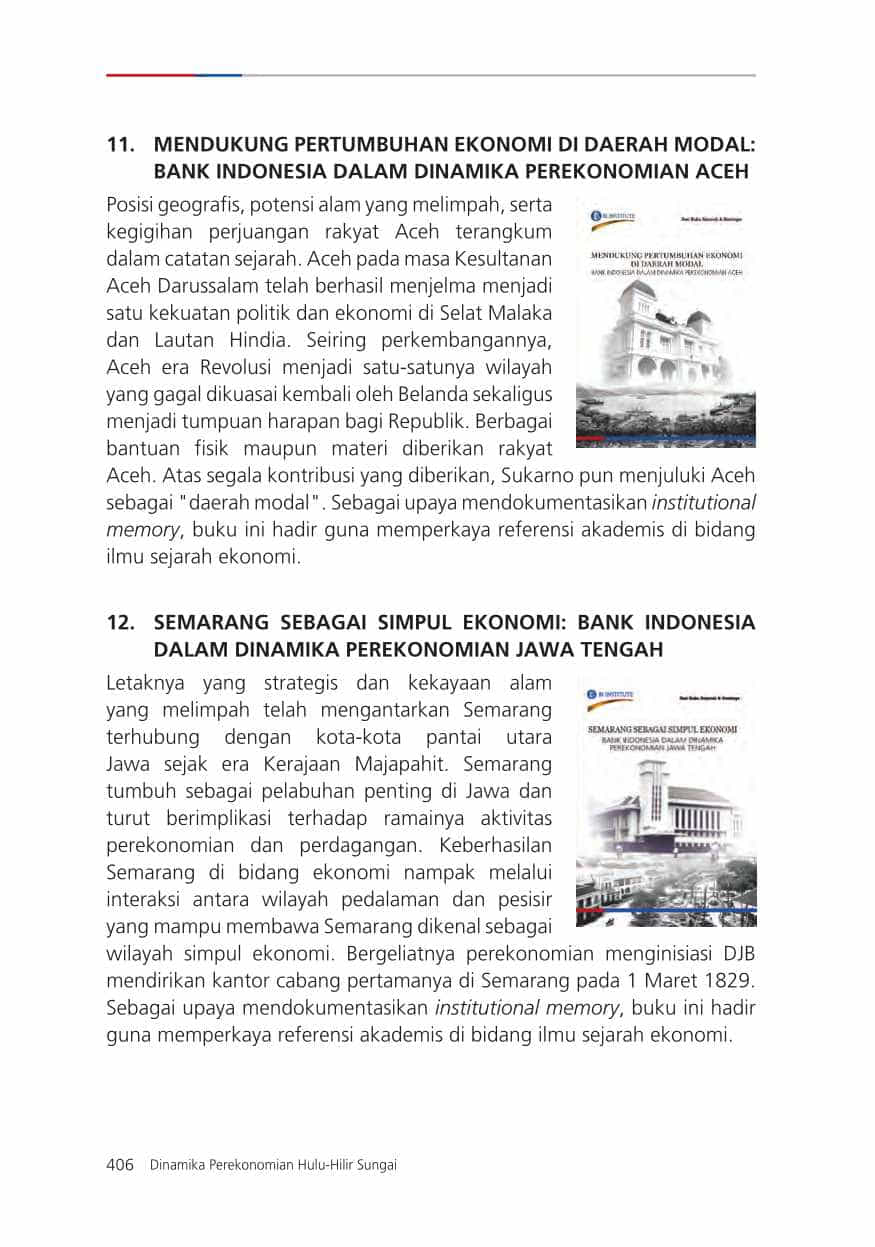 11. MENDUKUNG PERTUMBUHAN EKONOMI DI DAERAH MODAL:
BANK INDONESIA DALAM DINAMIKA PEREKONOMIAN ACEH
Posisi geografis, potensi alam yang melimpah, serta
kegigihan perjuangan rakyat Aceh terangkum
dalam catatan sejarah. Aceh pada masa Kesultanan
Aceh Darussalam telah berhasil menjelma menjadi
satu kekuatan politik dan ekonomi di Selat Malaka
dan Lautan Hindia. Seiring perkembangannya,
Aceh era Revolusi menjadi satu-satunya wilayah
yang gagal dikuasai kembali oleh Belanda sekaligus
menjadi tumpuan harapan bagi Republik. Berbagai
bantuan fisik maupun materi diberikan rakyat
Aceh. Atas segala kontribusi yang diberikan, Sukarno pun menjuluki Aceh
sebagai "daerah modal". Sebagai upaya mendokumentasikan institutional
memory, buku ini hadir guna memperkaya referensi akademis di bidang
ilmu sejarah ekonomi.
BI INSTITUTE
MENDUKUNG PERTUMBUHAN EKONOMI
DI DAERAH MODAL
BANK INDONESIA DALAM DINAMIKA PEREKONOMIAN ACEH
12. SEMARANG SEBAGAI SIMPUL EKONOMI: BANK INDONESIA
DALAM DINAMIKA PEREKONOMIAN JAWA TENGAH
Letaknya yang strategis dan kekayaan alam
yang melimpah telah mengantarkan Semarang
terhubung dengan kota-kota pantai utara
Jawa sejak era Kerajaan Majapahit. Semarang
tumbuh sebagai pelabuhan penting di Jawa dan
turut berimplikasi terhadap ramainya aktivitas
perekonomian dan perdagangan. Keberhasilan
Semarang di bidang ekonomi nampak melalui
interaksi antara wilayah pedalaman dan pesisir
yang mampu membawa Semarang dikenal sebagai
wilayah simpul ekonomi. Bergeliatnya perekonomian menginisiasi DJB
mendirikan kantor cabang pertamanya di Semarang pada 1 Maret 1829.
Sebagai upaya mendokumentasikan institutional memory, buku ini hadir
guna memperkaya referensi akademis di bidang ilmu sejarah ekonomi.
BI INSTITUTE
SEMARANG SEBAGAI SIMPUL EKONOMI
BANK INDONESIA DALAM DINAMIKA
PEREKONOMIAN JAWA TENGAH
406 Dinamika Perekonomian Hulu-Hilir Sungai